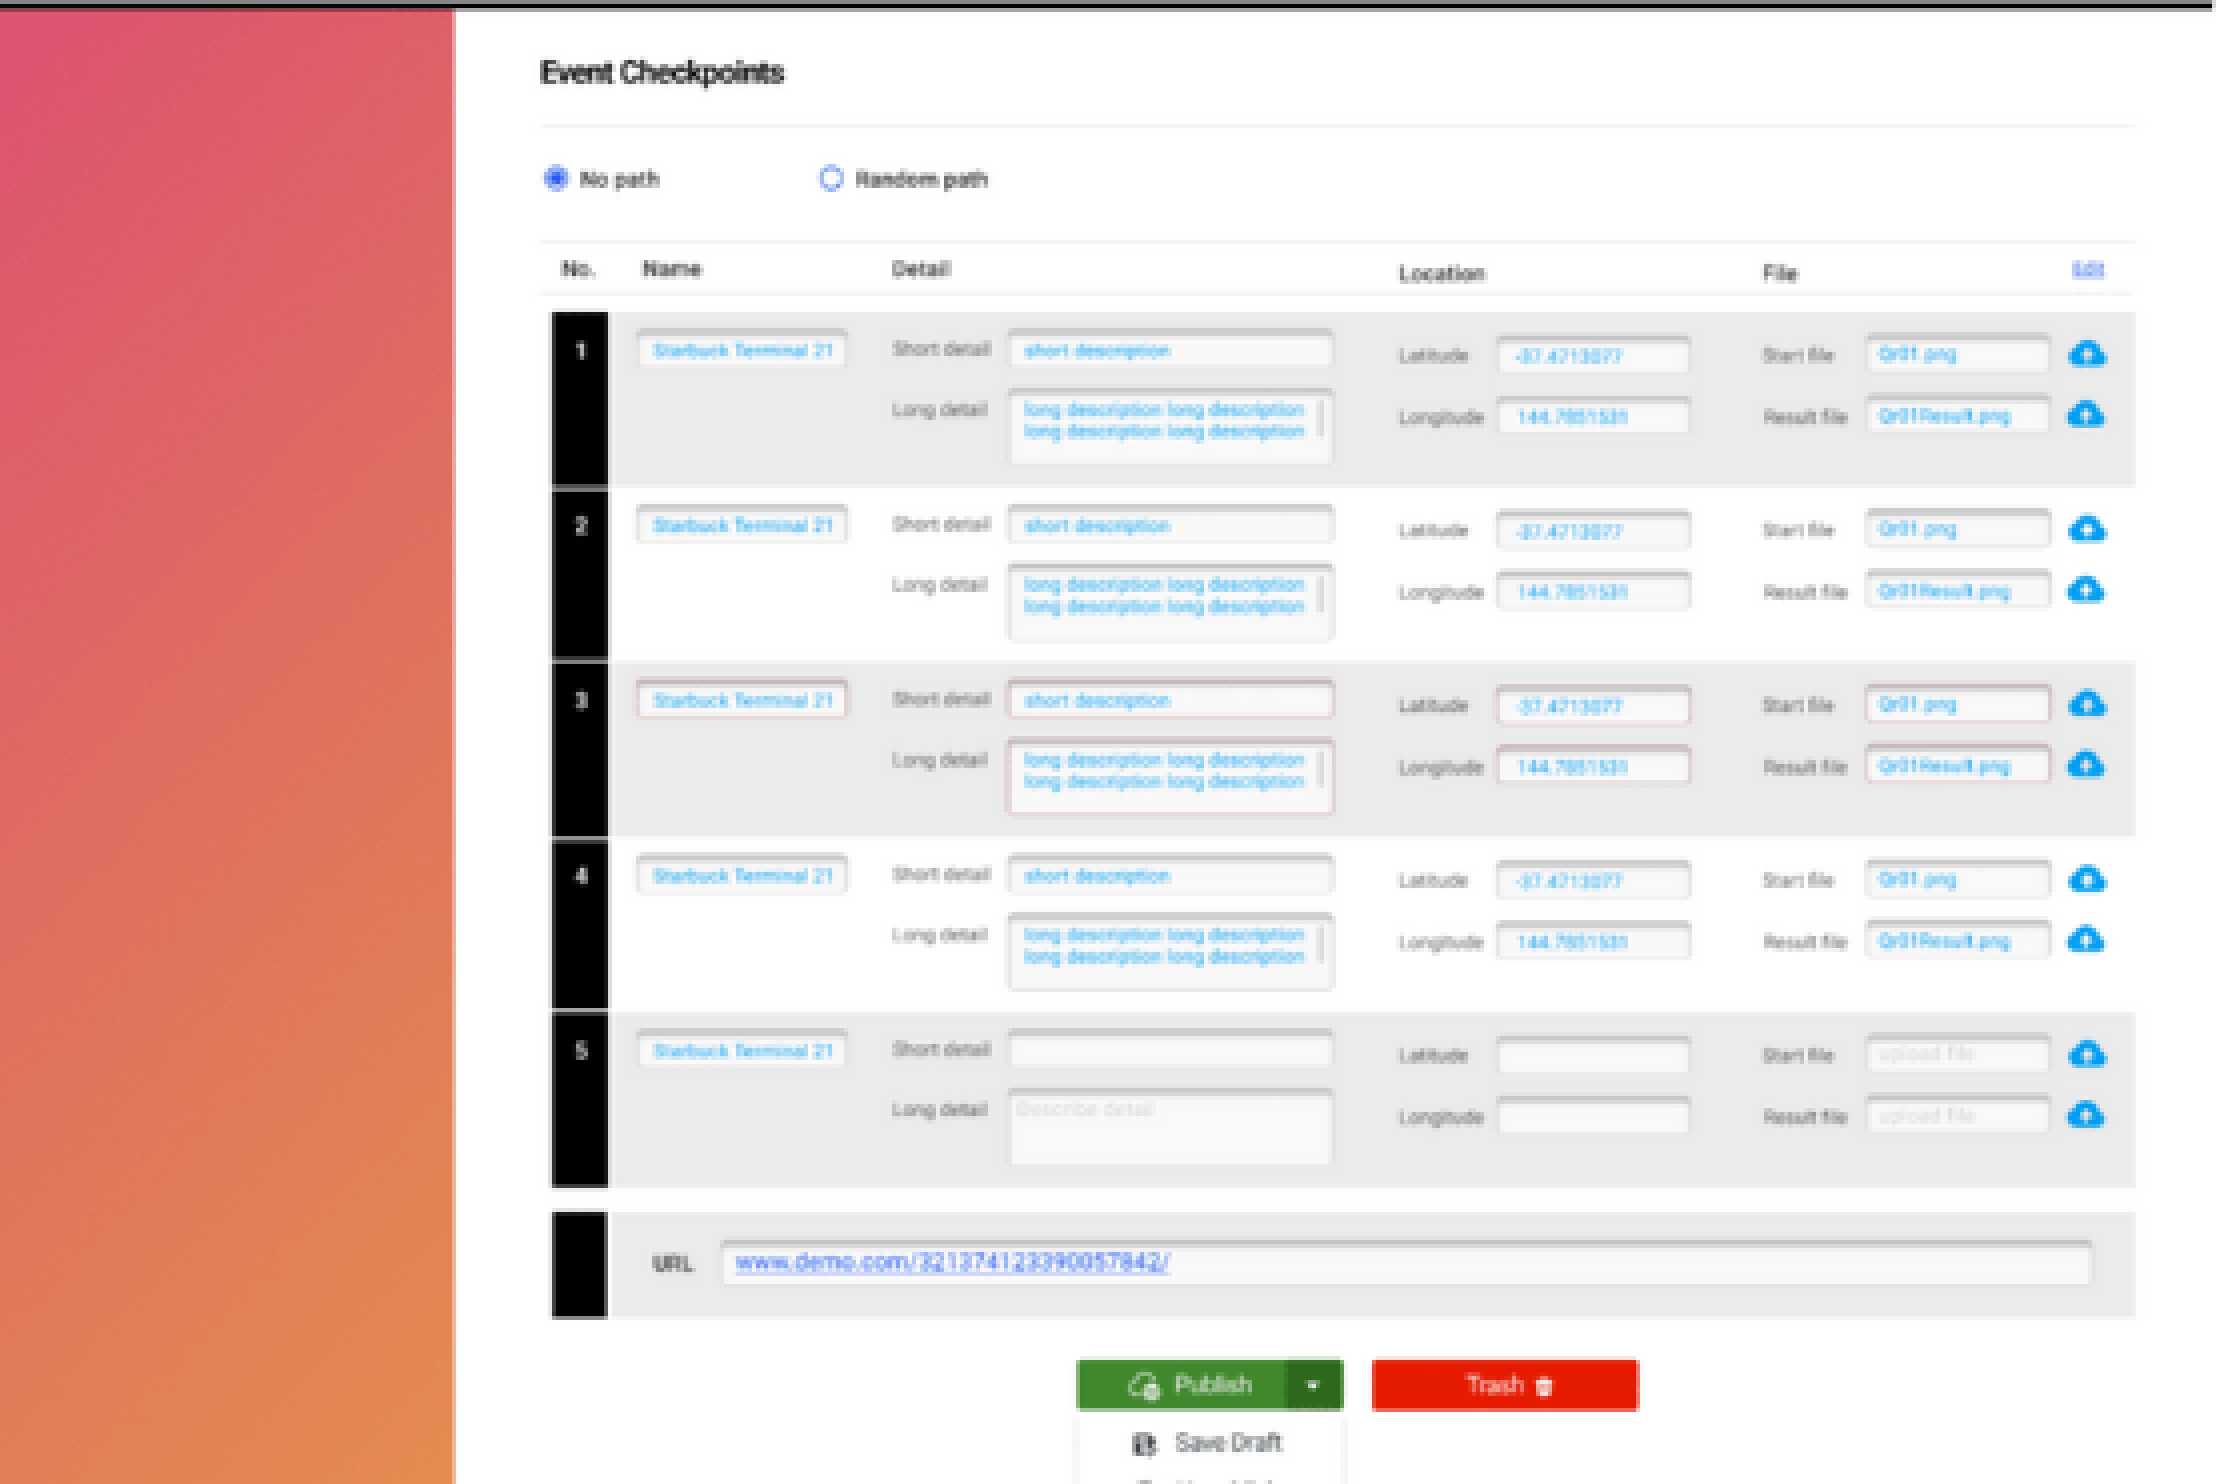 Event Checkpoints
No path
Random path
No. Name Detail Location File Edit
1 Starbuck Terminal 21 Short detail short description Latitude -37.4713077 Start file Qr01.png
Long detail long description long description Longitude 144.7851531 Result file Qr01Result.png
long description long description
2 Starbuck Terminal 21 Short detail short description Latitude -37.4713077 Start file Qr01.png
Long detail long description long description Longitude 144.7851531 Result file Qr01Result.png
long description long description
3 Starbuck Terminal 21 Short detail short description Latitude -37.4713077 Start file Qr01.png
Long detail long description long description Longitude 144.7851531 Result file Qr01Result.png
long description long description
4 Starbuck Terminal 21 Short detail short description Latitude -37.4713077 Start file Qr01.png
Long detail long description long description Longitude 144.7851531 Result file Qr01Result.png
long description long description
5 Starbuck Terminal 21 Short detail Latitude Start file upload file
Long detail Describe detail Longitude Result file upload file
URL www.demo.com/321374123390057842/
Publish
Trash
Save Draft